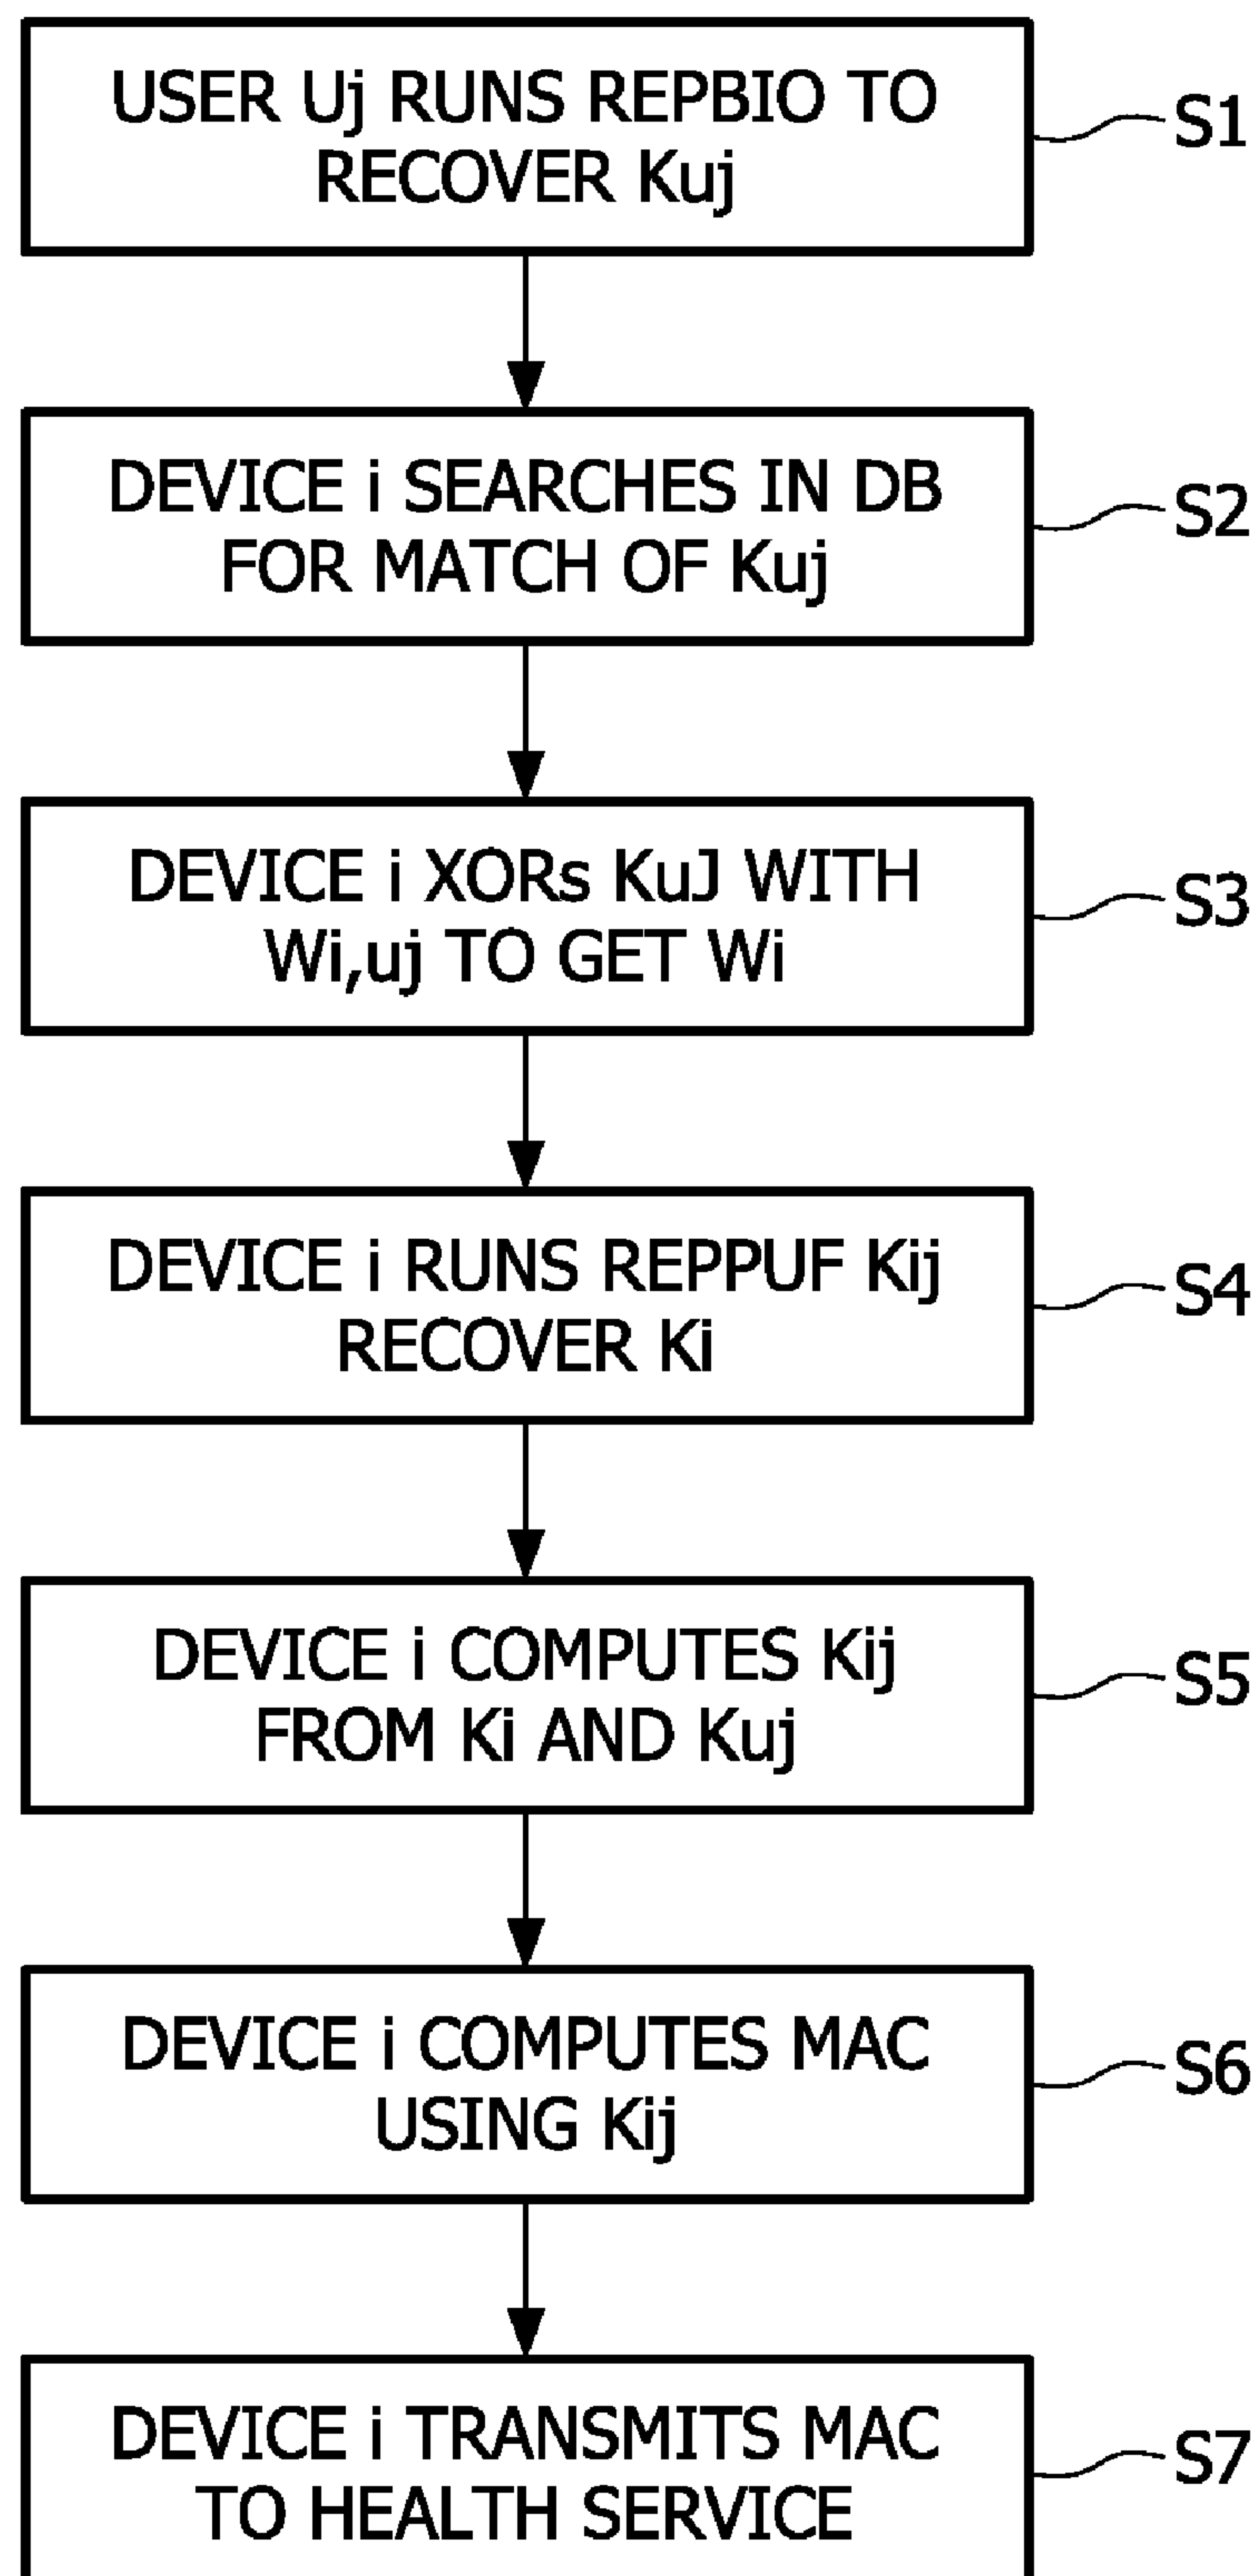 USER Uj RUNS REPBIO TO
RECOVER Kuj
S1
DEVICE i SEARCHES IN DB
FOR MATCH OF Kuj
S2
DEVICE i XORs KuJ WITH
Wi,uj TO GET Wi
S3
DEVICE i RUNS REPPUF Kij
RECOVER Ki
S4
DEVICE i COMPUTES Kij
FROM Ki AND Kuj
S5
DEVICE i COMPUTES MAC
USING Kij
S6
DEVICE i TRANSMITS MAC
TO HEALTH SERVICE
S7